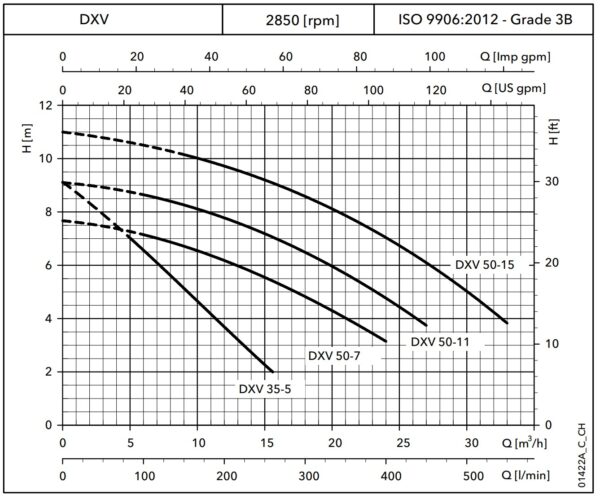 DXV 2850 [rpm] ISO 9906:2012 - Grade 3B
0 20 40 60 80 100 Q [Imp gpm]
0 20 40 60 80 100 120 Q [US gpm]
12
H [m]
H [ft]
10
30
8
6
DXV 50-15
20
4
DXV 50-11
10
DXV 50-7
2
DXV 35-5
0 0
0 5 10 15 20 25 30 Q [m³/h]
0 100 200 300 400 500 Q [l/min]
01422A_C_CH